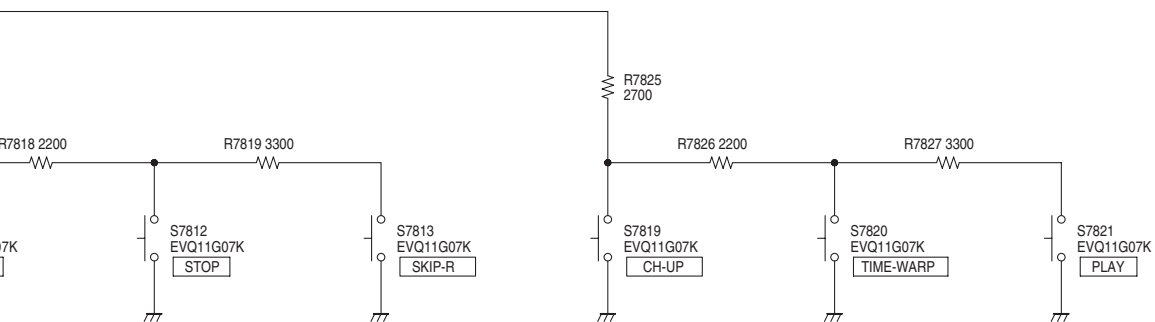 R7825
2700
R7818 2200
R7819 3300
R7826 2200
R7827 3300
S7812
EVQ11G07K
STOP
S7813
EVQ11G07K
SKIP-R
S7819
EVQ11G07K
CH-UP
S7820
EVQ11G07K
TIME-WARP
S7821
EVQ11G07K
PLAY
07K